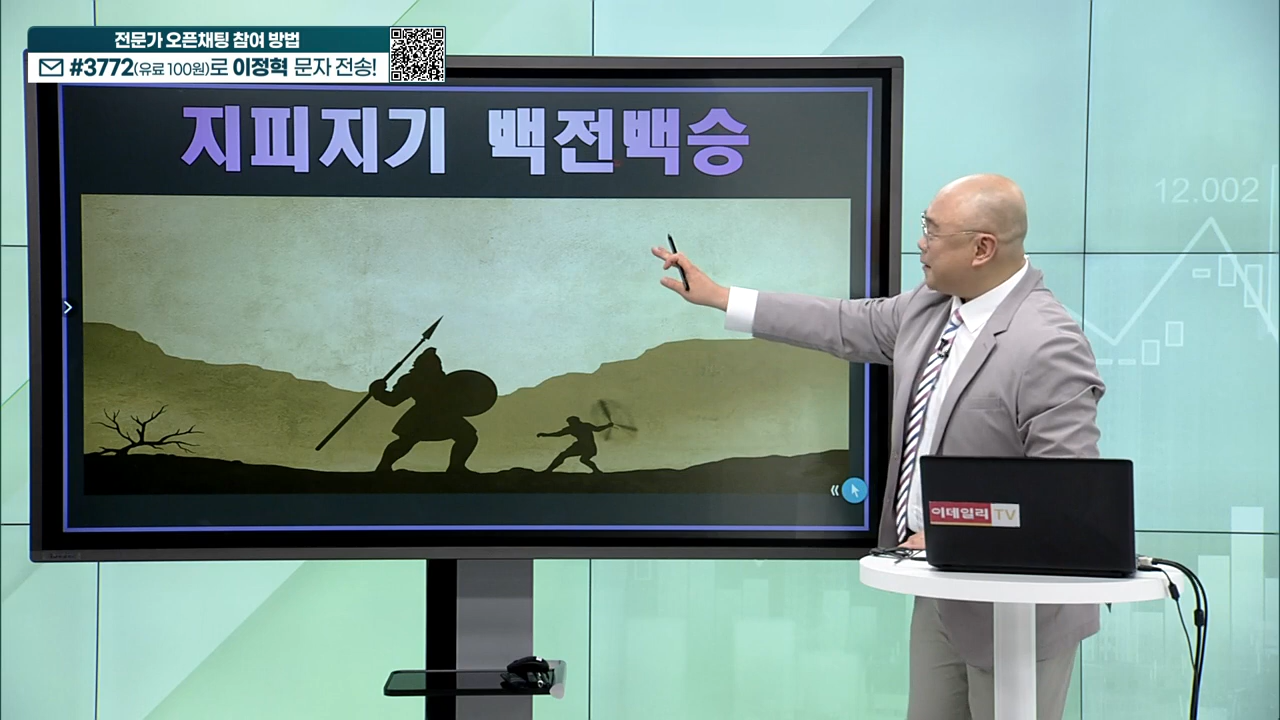 전문가 오픈채팅 참여 방법
#3772(유료 100원)로 이정혁 문자 전송!
지피지기 백전백승
12.002
이데일리TV